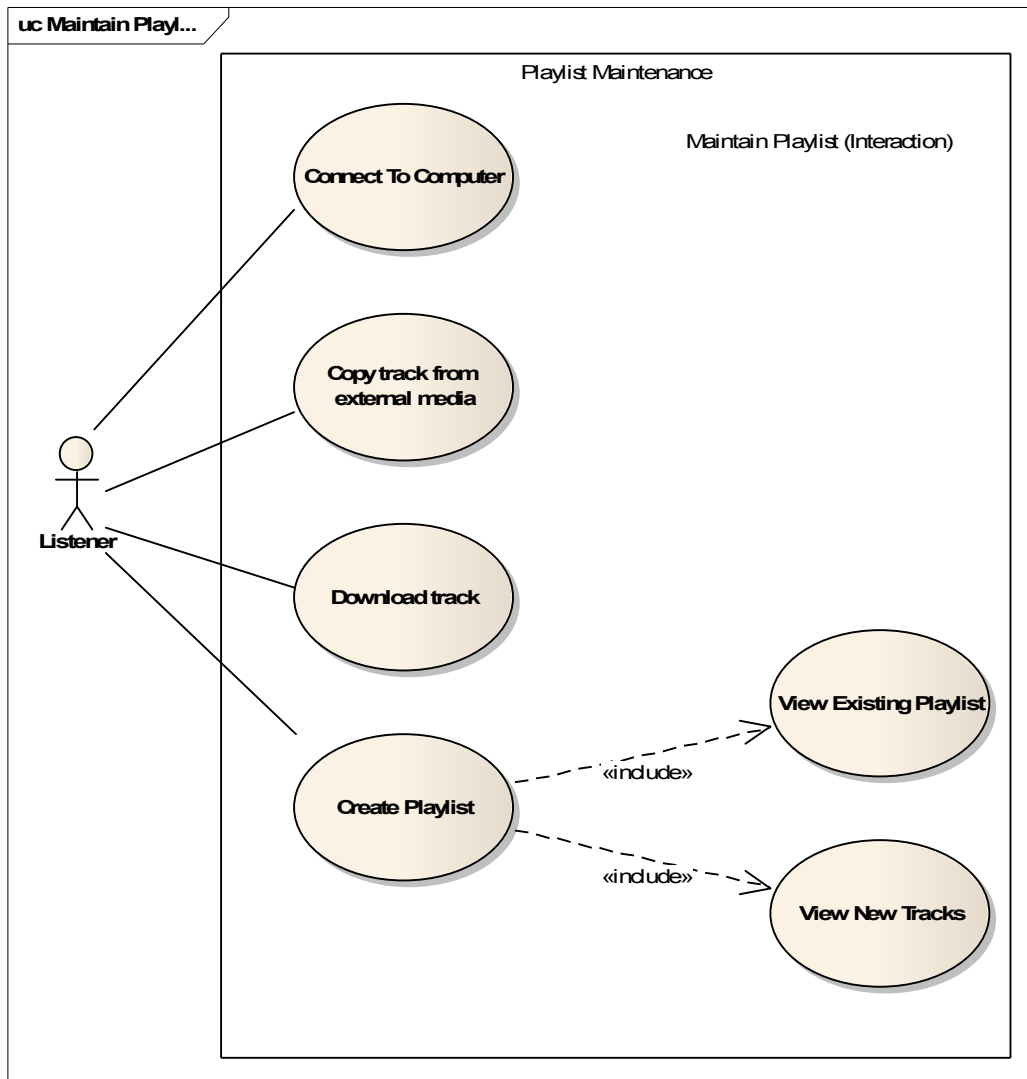 uc Maintain Playl...
Playlist Maintenance
Maintain Playlist (Interaction)
Connect To Computer
Copy track from
external media
Listener
Download track
View Existing Playlist
«include»
Create Playlist
«include»
View New Tracks